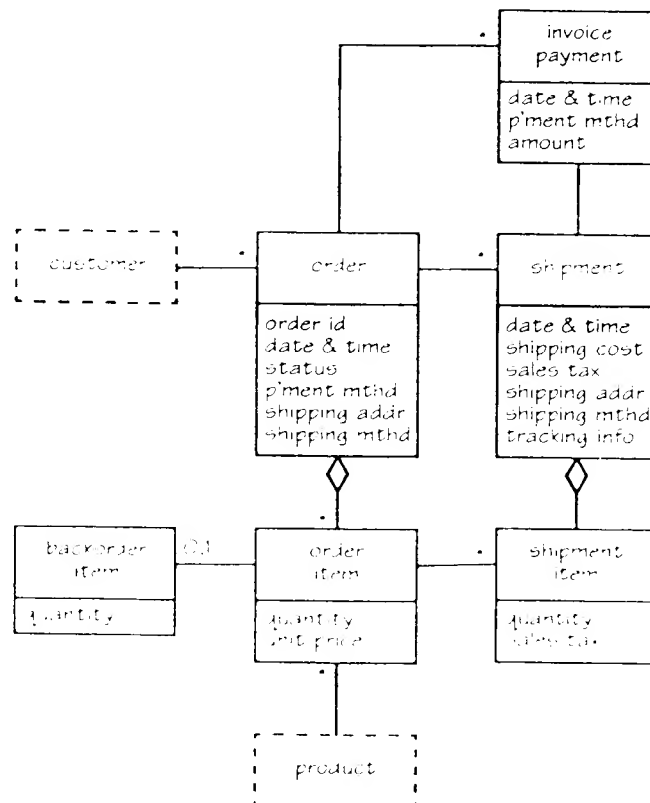 invoice
payment
date & time
p'ment mthd
amount
customer
order
shipment
order id
date & time
status
p'ment mthd
shipping addr
shipping mthd
date & time
shipping cost
sales tax
shipping addr
shipping mthd
tracking info
backorder
item
quantity
order
item
quantity
unit price
shipment
item
quantity
sales tax
product